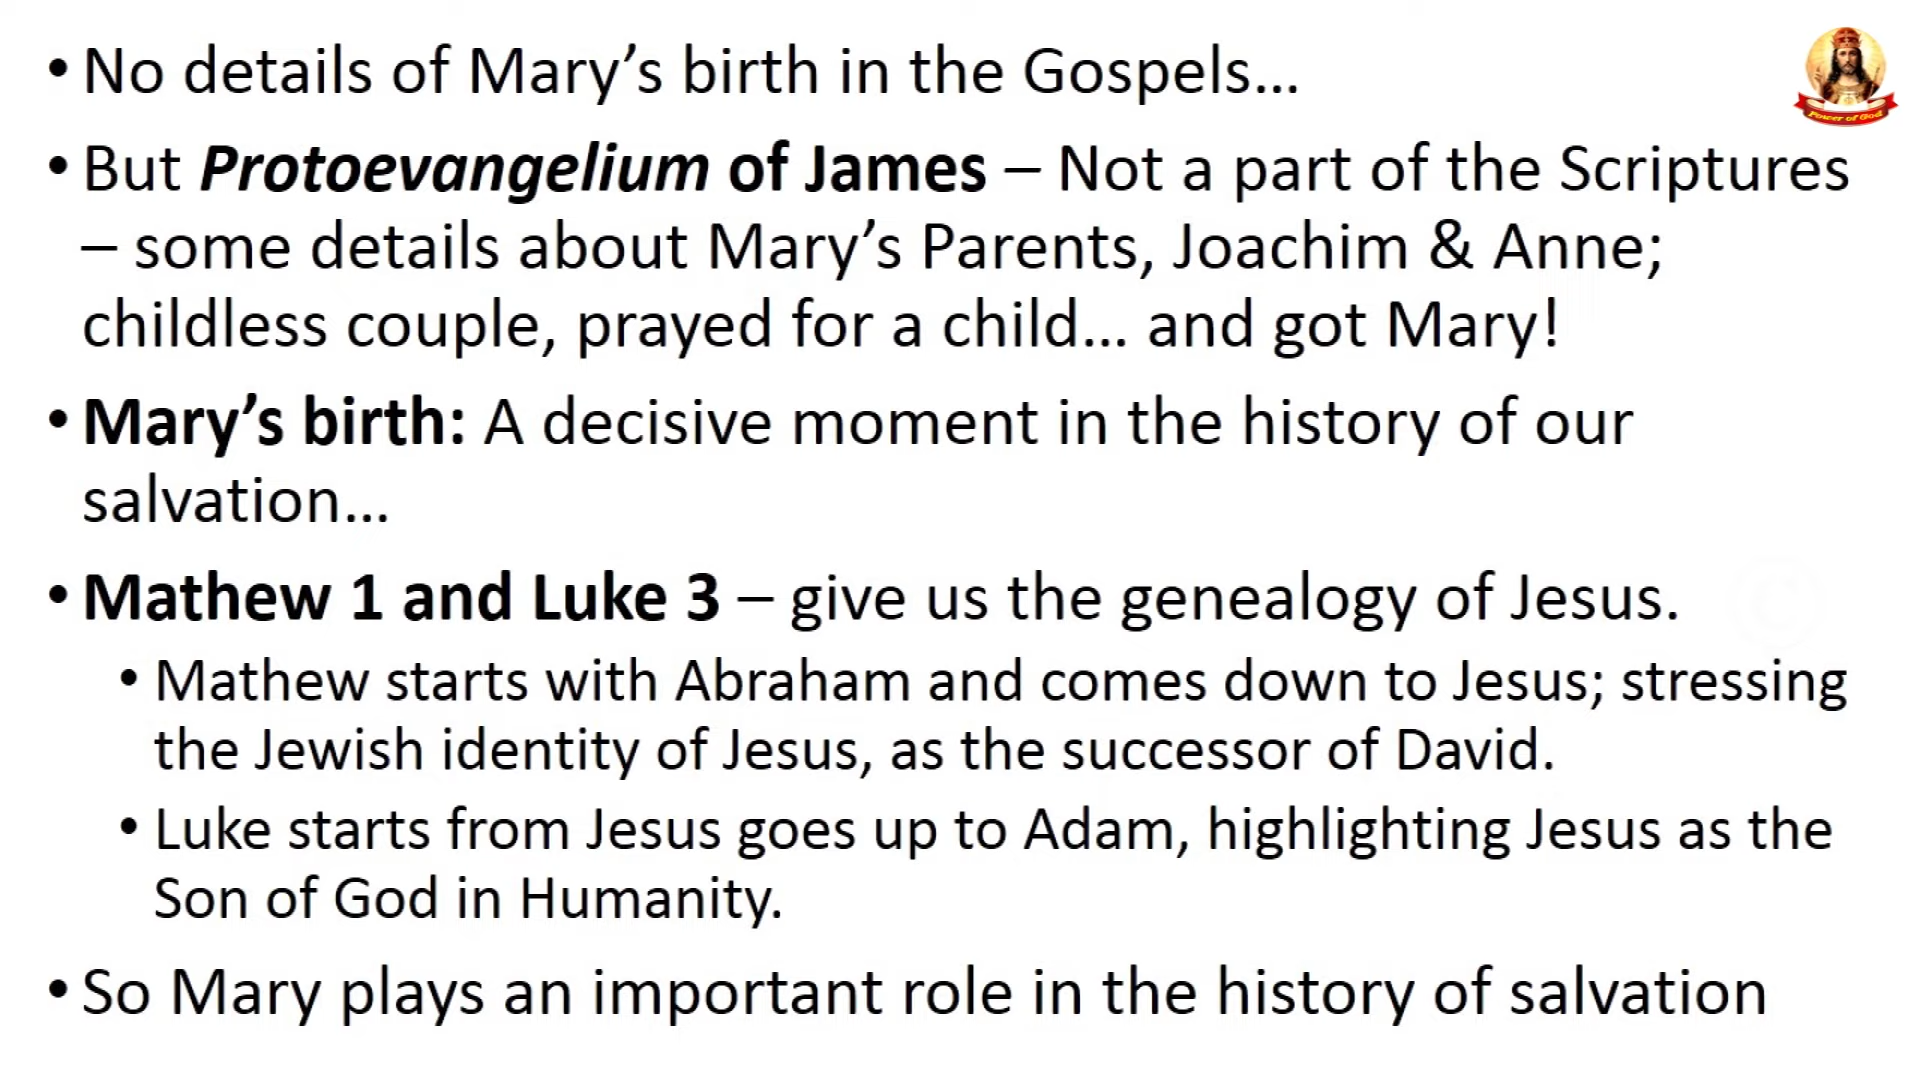 • No details of Mary’s birth in the Gospels…
• But Protoevangelium of James – Not a part of the Scriptures
– some details about Mary’s Parents, Joachim & Anne;
childless couple, prayed for a child… and got Mary!
• Mary’s birth: A decisive moment in the history of our
salvation…
• Mathew 1 and Luke 3 – give us the genealogy of Jesus.
• Mathew starts with Abraham and comes down to Jesus; stressing
the Jewish identity of Jesus, as the successor of David.
• Luke starts from Jesus goes up to Adam, highlighting Jesus as the
Son of God in Humanity.
• So Mary plays an important role in the history of salvation
Power of God
©